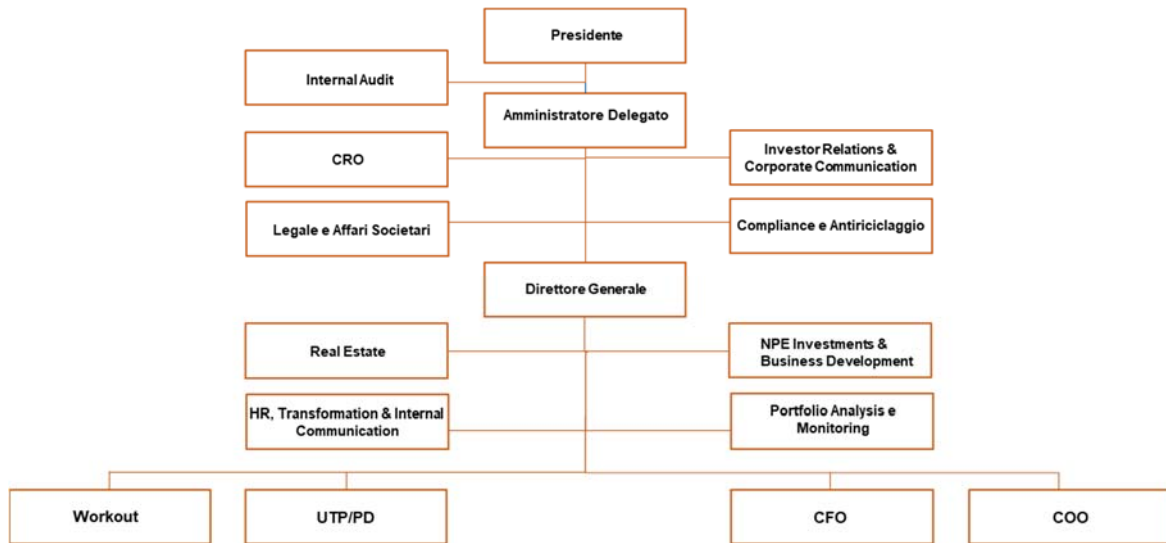 Presidente
Internal Audit
Amministratore Delegato
CRO
Investor Relations &
Corporate Communication
Legale e Affari Societari
Compliance e Antiriciclaggio
Direttore Generale
Real Estate
NPE Investments &
Business Development
HR, Transformation & Internal
Communication
Portfolio Analysis e
Monitoring
Workout
UTP/PD
CFO
COO